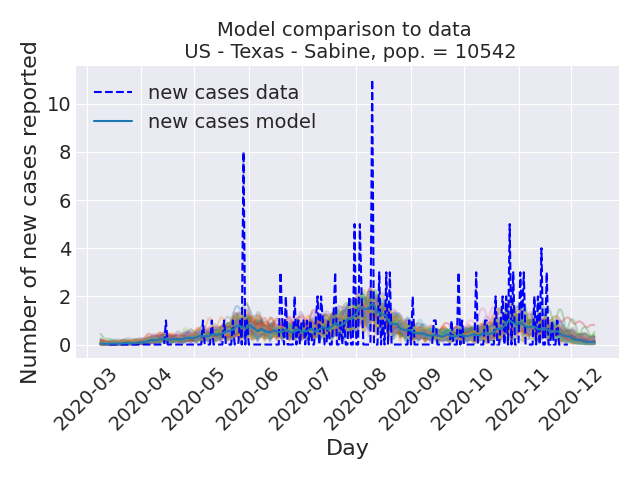 Model comparison to data
US - Texas - Sabine, pop. = 10542
Number of new cases reported
10
8
6
4
2
0
new cases data
new cases model
2020-03
2020-04
2020-05
2020-06
2020-07
2020-08
2020-09
2020-10
2020-11
2020-12
Day